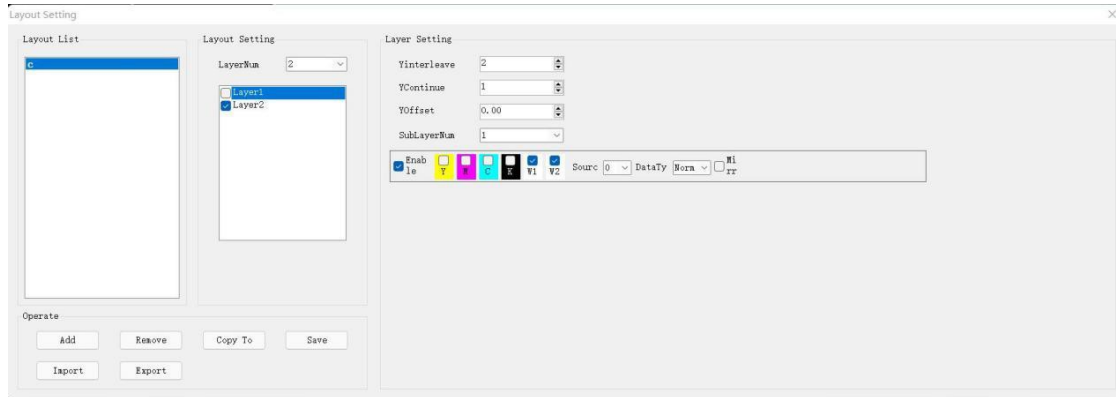 Layout Setting
Layout List
c
Layout Setting
LayerNum 2
Layer1
Layer2
Layer Setting
Yinterleave 2
YContinue 1
YOffset 0.00
SubLayerNum 1
Enab
le
Y M C K W1 W2
Sourc 0 DataTy Norm
Mi
rr
Operate
Add Remove Copy To Save
Import Export